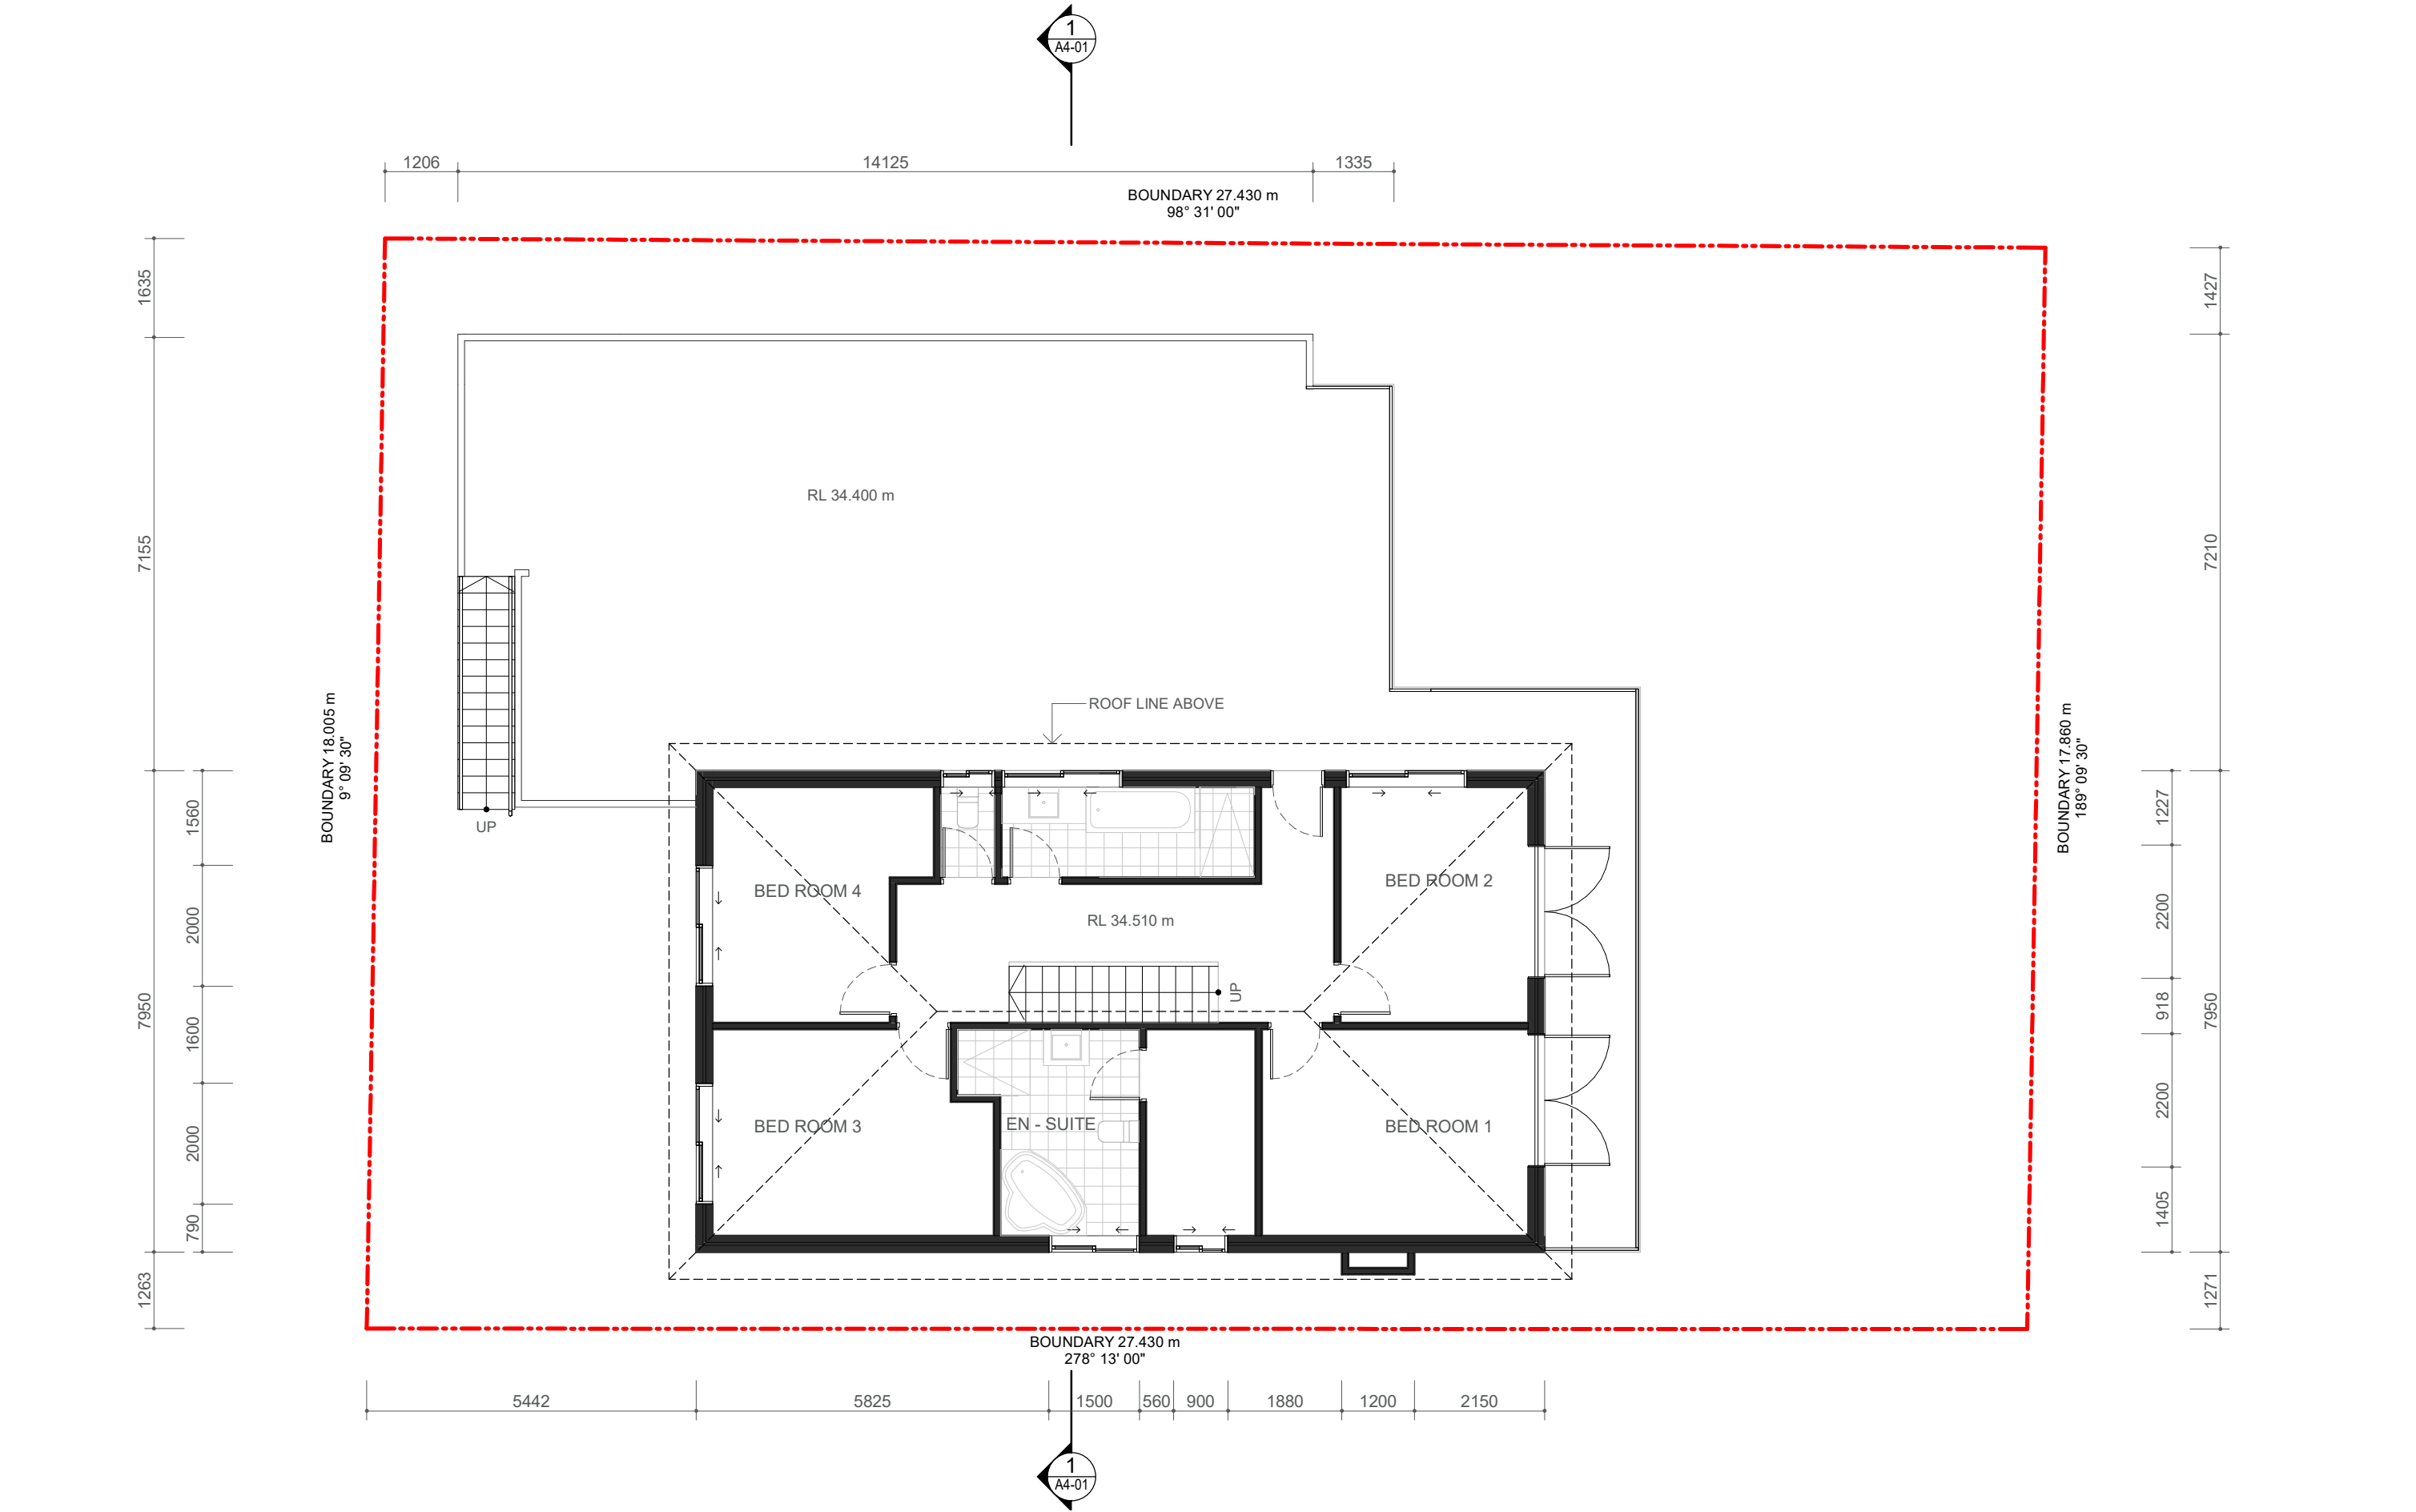 1
A4-01
1206
14125
1335
BOUNDARY 27.430 m
98° 31' 00"
1635
7155
7950
1263
1560
2000
1600
2000
790
BOUNDARY 18.005 m
9° 09' 30"
1427
7210
7950
1271
1227
2200
918
2200
1405
BOUNDARY 17.860 m
189° 09' 30"
RL 34.400 m
ROOF LINE ABOVE
UP
BED ROOM 4
BED ROOM 2
RL 34.510 m
UP
BED ROOM 3
EN - SUITE
BED ROOM 1
BOUNDARY 27.430 m
278° 13' 00"
5442
5825
1500
560
900
1880
1200
2150
1
A4-01